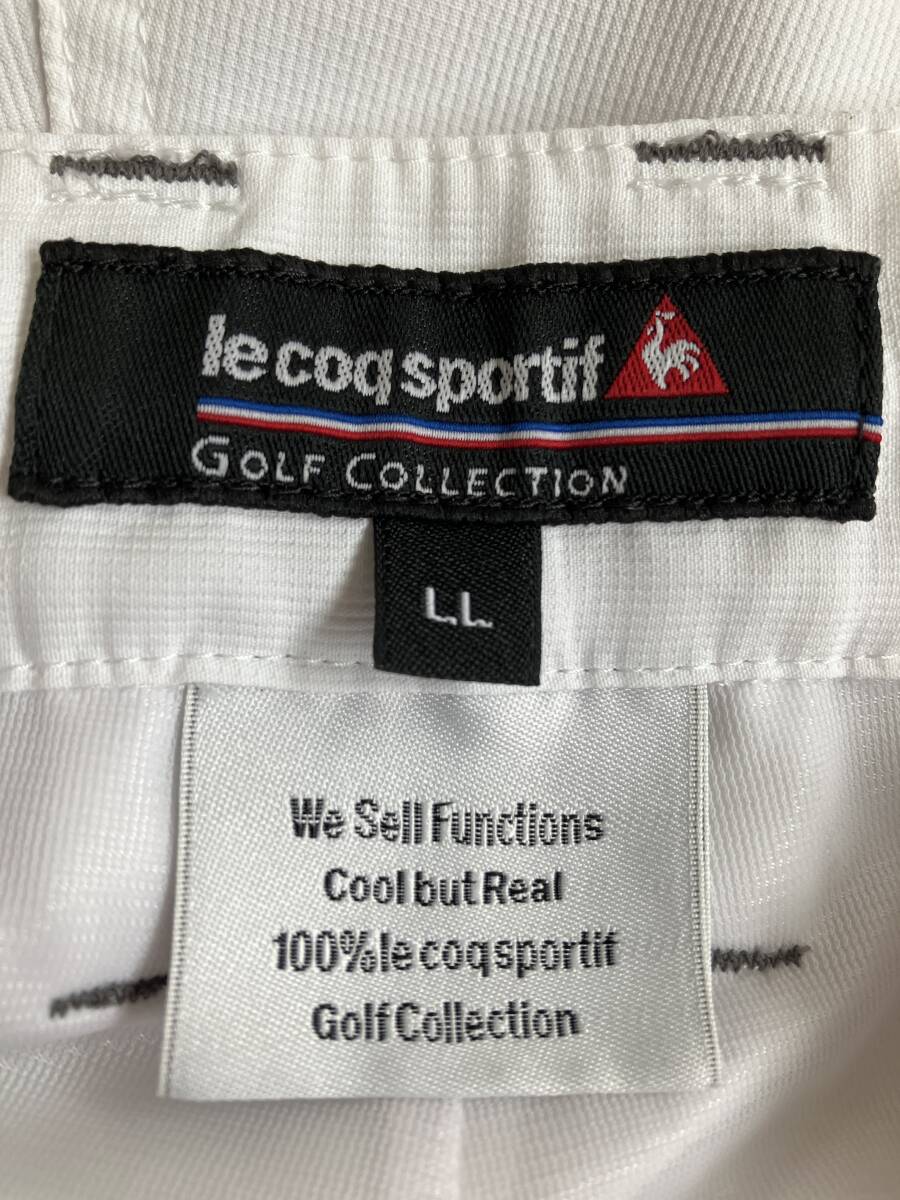 le coq sportif
GOLF COLLECTION
LL
We Sell Functions
Cool but Real
100% le coq sportif
Golf Collection